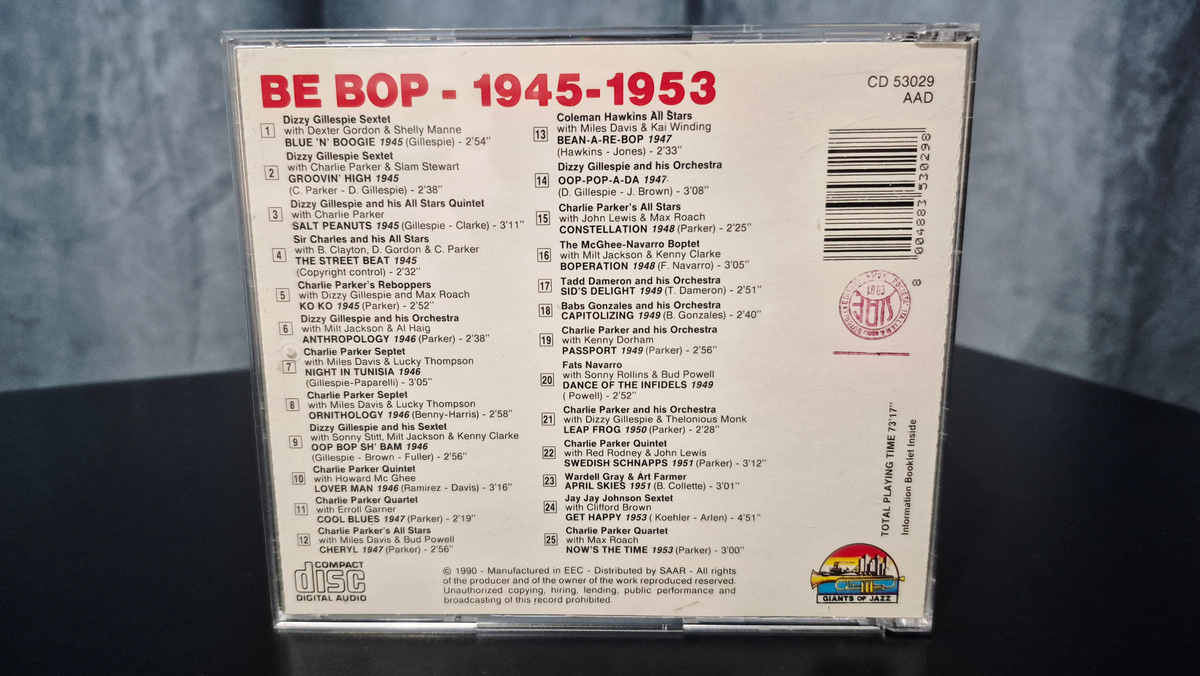 BE BOP - 1945-1953
1 Dizzy Gillespie Sextet
with Dexter Gordon & Shelly Manne
BLUE 'N' BOOGIE 1945 (Gillespie) - 2'54"
2 Dizzy Gillespie Sextet
with Charlie Parker & Slam Stewart
GROOVIN' HIGH 1945
(C. Parker - D. Gillespie) - 2'38"
3 Dizzy Gillespie and his All Stars Quintet
with Charlie Parker
SALT PEANUTS 1945 (Gillespie - Clarke) - 3'11"
4 Sir Charles and his All Stars
with B. Clayton, D. Gordon & C. Parker
THE STREET BEAT 1945
(Copyright control) - 2'32"
5 Charlie Parker's Reboppers
with Dizzy Gillespie and Max Roach
KO KO 1945 (Parker) - 2'52"
6 Dizzy Gillespie and his Orchestra
with Milt Jackson & Al Haig
ANTHROPOLOGY 1946 (Parker) - 2'38"
7 Charlie Parker Septet
with Miles Davis & Lucky Thompson
NIGHT IN TUNISIA 1946
(Gillespie-Paparelli) - 3'05"
8 Charlie Parker Septet
with Miles Davis & Lucky Thompson
ORNITHOLOGY 1946 (Benny-Harris) - 2'58"
9 Dizzy Gillespie and his Sextet
with Sonny Stitt, Milt Jackson & Kenny Clarke
OOP BOP SH' BAM 1946
(Gillespie - Brown - Fuller) - 2'56"
10 Charlie Parker Quintet
with Howard Mc Ghee
LOVER MAN 1946 (Ramirez - Davis) - 3'16"
11 Charlie Parker Quartet
with Erroll Garner
COOL BLUES 1947 (Parker) - 2'19"
12 Charlie Parker's All Stars
with Miles Davis & Bud Powell
CHERYL 1947 (Parker) - 2'56"
13 Coleman Hawkins All Stars
with Miles Davis & Kai Winding
BEAN-A-RE-BOP 1947
(Hawkins - Jones) - 2'33"
14 Dizzy Gillespie and his Orchestra
OOP-POP-A-DA 1947
(D. Gillespie - J. Brown) - 3'08"
15 Charlie Parker's All Stars
with John Lewis & Max Roach
CONSTELLATION 1948 (Parker) - 2'25"
16 The McGhee-Navarro Boptet
with Milt Jackson & Kenny Clarke
BOPERATION 1948 (F. Navarro) - 3'05"
17 Tadd Dameron and his Orchestra
SID'S DELIGHT 1949 (T. Dameron) - 2'51"
18 Babs Gonzales and his Orchestra
CAPITOLIZING 1949 (B. Gonzales) - 2'40"
19 Charlie Parker and his Orchestra
with Kenny Dorham
PASSPORT 1949 (Parker) - 2'56"
20 Fats Navarro
with Sonny Rollins & Bud Powell
DANCE OF THE INFIDELS 1949
( Powell) - 2'52"
21 Charlie Parker and his Orchestra
with Dizzy Gillespie & Thelonious Monk
LEAP FROG 1950 (Parker) - 2'28"
22 Charlie Parker Quintet
with Red Rodney & John Lewis
SWEDISH SCHNAPPS 1951 (Parker) - 3'12"
23 Wardell Gray & Art Farmer
APRIL SKIES 1951 (B. Collette) - 3'01"
24 Jay Jay Johnson Sextet
with Clifford Brown
GET HAPPY 1953 ( Koehler - Arlen) - 4'51"
25 Charlie Parker Quartet
with Max Roach
NOW'S THE TIME 1953 (Parker) - 3'00"
CD 53029
AAD
004883 530298
8
SIAE
TOTAL PLAYING TIME 73'17"
Information Booklet Inside
GIANTS OF JAZZ
COMPACT
disc
DIGITAL AUDIO
© 1990 - Manufactured in EEC - Distributed by SAAR - All rights
of the producer and of the owner of the work reproduced reserved.
Unauthorized copying, hiring, lending, public performance and
broadcasting of this record prohibited.